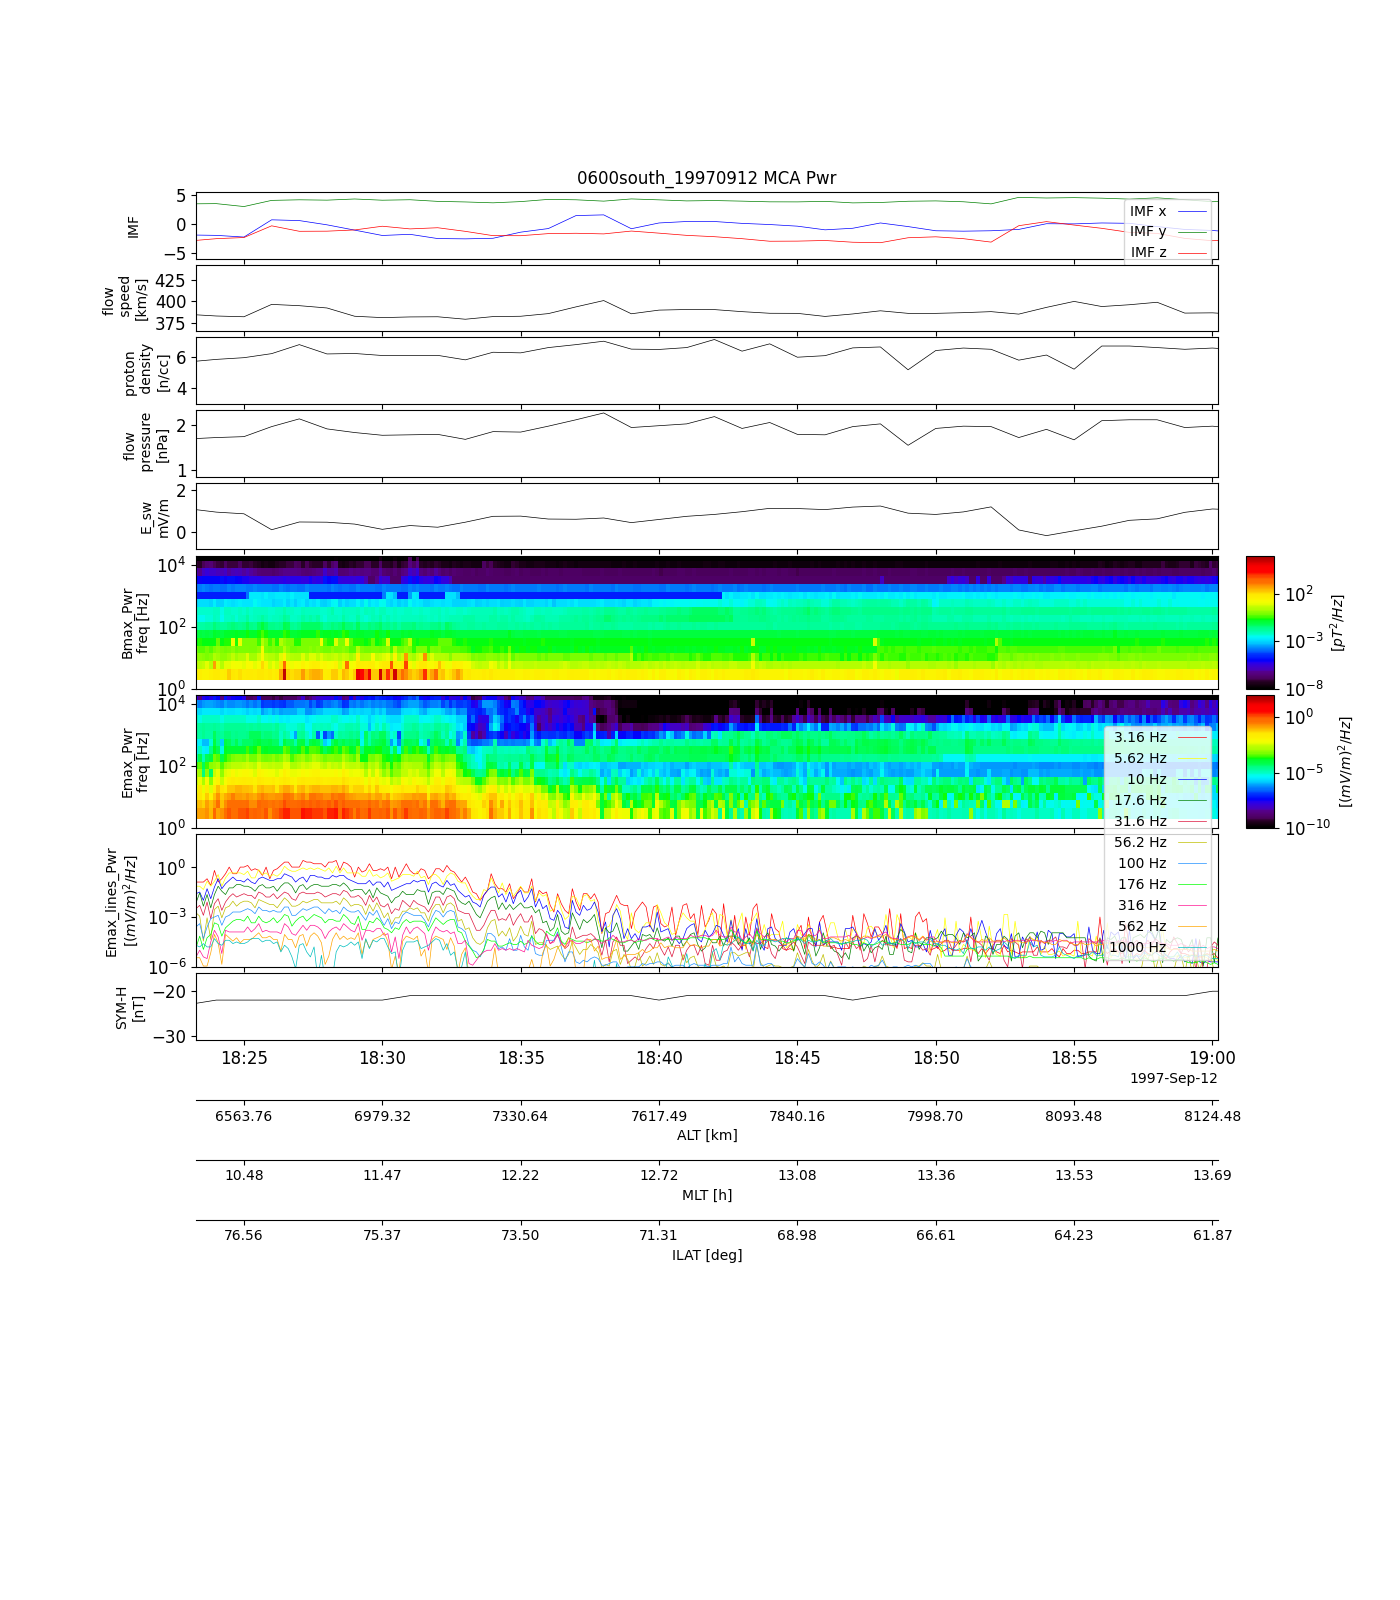 0600south_19970912 MCA Pwr
IMF
5
0
−5
IMF x
IMF y
IMF z
flow
speed
[km/s]
425
400
375
proton
density
[n/cc]
6
4
flow
pressure
[nPa]
2
1
E_sw
mV/m
2
0
Bmax_Pwr
freq [Hz]
10^4
10^2
10^0
10^2
10^−3
10^−8
[pT^2/Hz]
Emax_Pwr
freq [Hz]
10^4
10^2
10^0
10^0
10^−5
10^−10
[(mV/m)^2/Hz]
3.16 Hz
5.62 Hz
10 Hz
17.6 Hz
31.6 Hz
56.2 Hz
100 Hz
176 Hz
316 Hz
562 Hz
1000 Hz
Emax_lines_Pwr
[(mV/m)^2/Hz]
10^0
10^−3
10^−6
SYM-H
[nT]
−20
−30
18:25 18:30 18:35 18:40 18:45 18:50 18:55 19:00
1997-Sep-12
6563.76 6979.32 7330.64 7617.49 7840.16 7998.70 8093.48 8124.48
ALT [km]
10.48 11.47 12.22 12.72 13.08 13.36 13.53 13.69
MLT [h]
76.56 75.37 73.50 71.31 68.98 66.61 64.23 61.87
ILAT [deg]